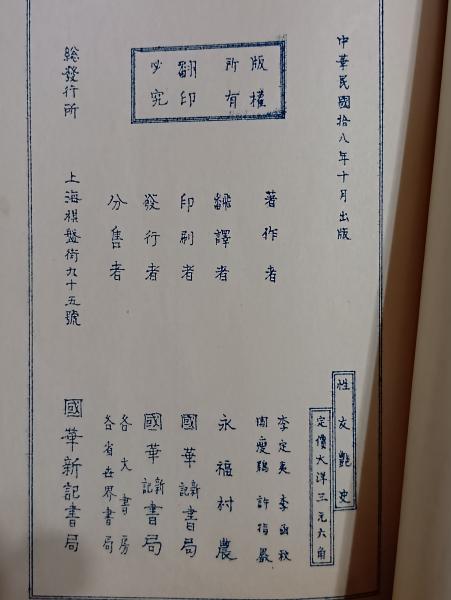 中華民國拾八年十月出版
性友艷史
定價大洋三元六角
版權所有
翻印必究
著作者
李定夷 李函秋
周瘦鵑 許指嚴
翻譯者 永福村農
印刷者 國華新記書局
發行者 國華新記書局
分售者 各大書房
各省世界書局
總發行所 上海棋盤街九十五號 國華新記書局